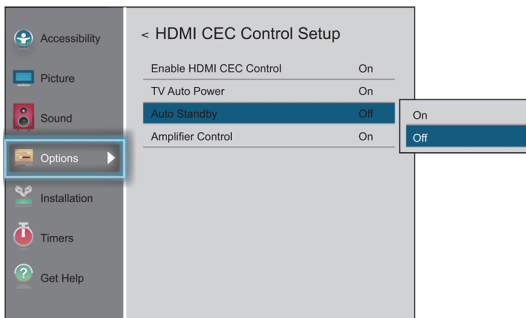 Accessibility
Picture
Sound
Options
Installation
Timers
Get Help
< HDMI CEC Control Setup
Enable HDMI CEC Control On
TV Auto Power On
Auto Standby Off
Amplifier Control On
On
Off